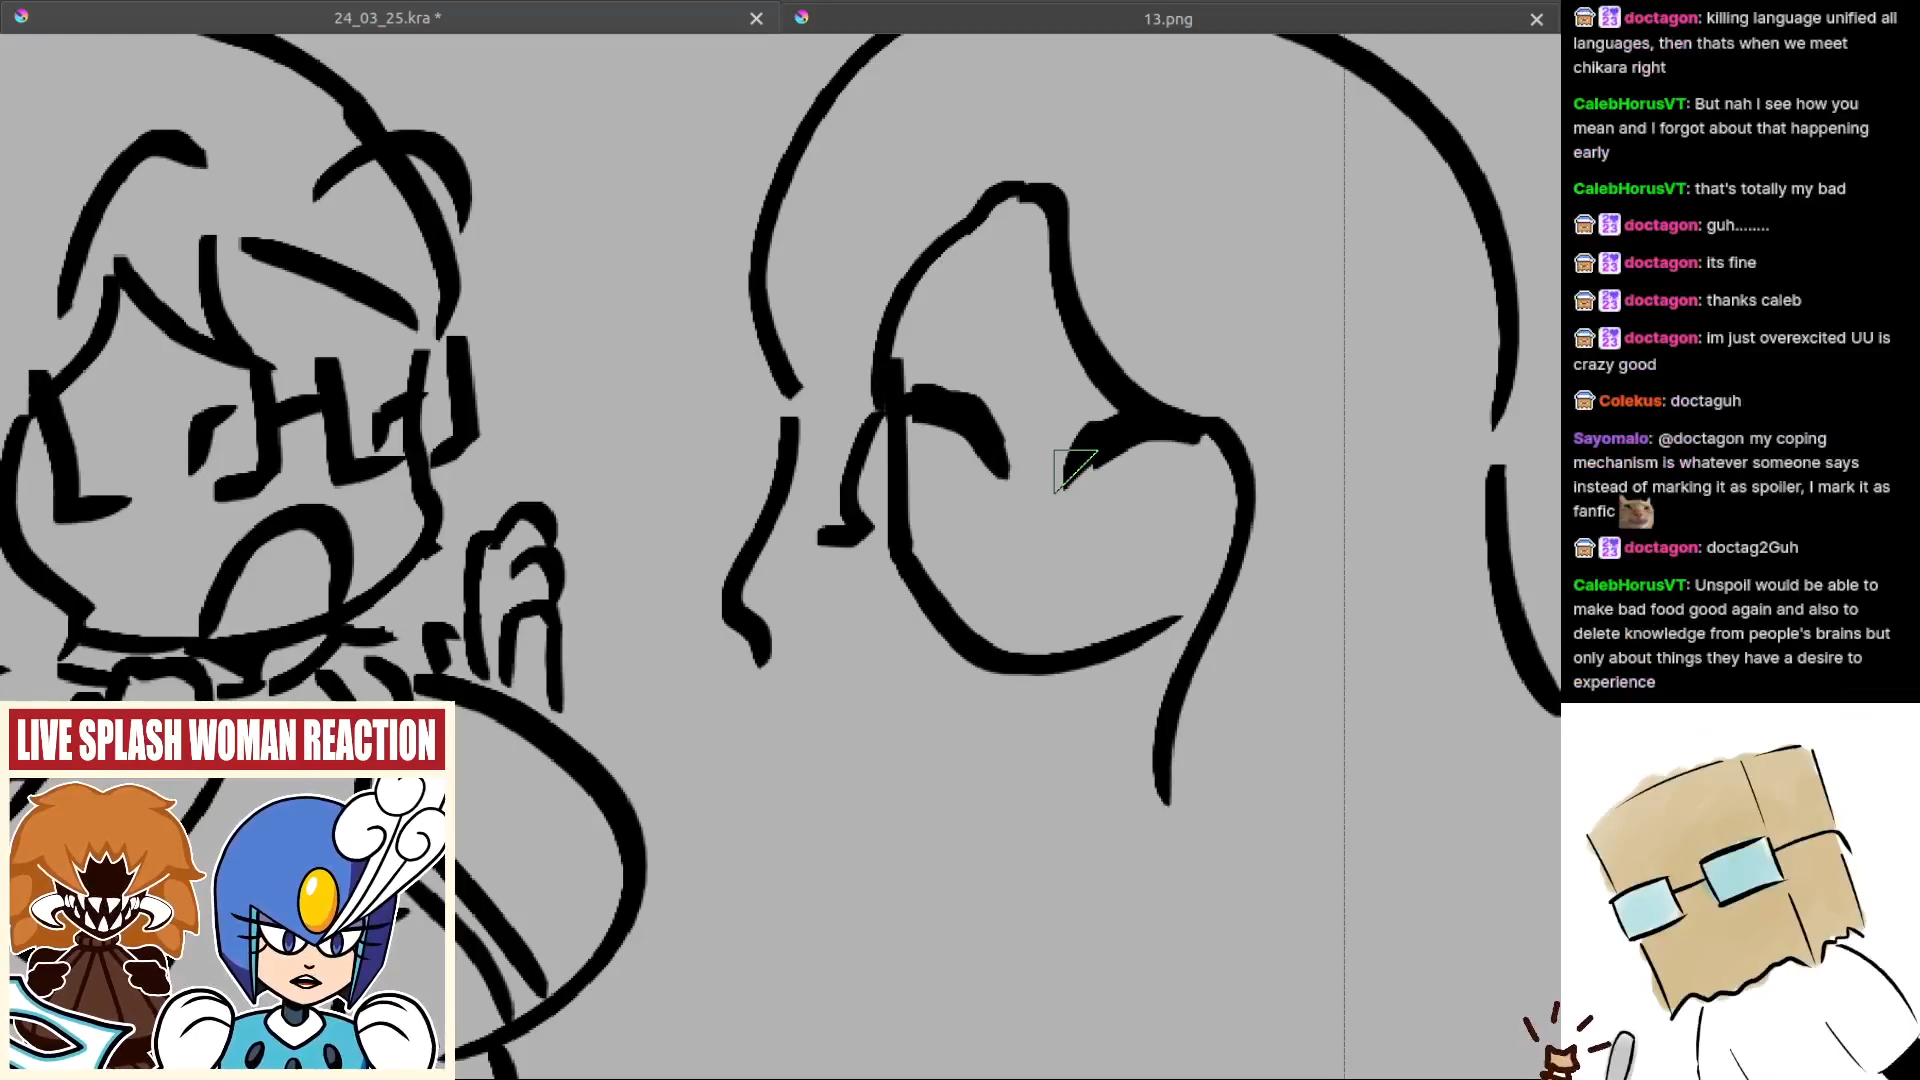 24_03_25.kra *
13.png
doctagon: killing language unified all
languages, then thats when we meet
chikara right
CalebHorusVT: But nah I see how you
mean and I forgot about that happening
early
CalebHorusVT: that's totally my bad
doctagon: guh........
doctagon: its fine
doctagon: thanks caleb
doctagon: im just overexcited UU is
crazy good
Colekus: doctaguh
Sayomalo: @doctagon my coping
mechanism is whatever someone says
instead of marking it as spoiler, I mark it as
fanfic
doctagon: doctag2Guh
CalebHorusVT: Unspoil would be able to
make bad food good again and also to
delete knowledge from people's brains but
only about things they have a desire to
experience
LIVE SPLASH WOMAN REACTION